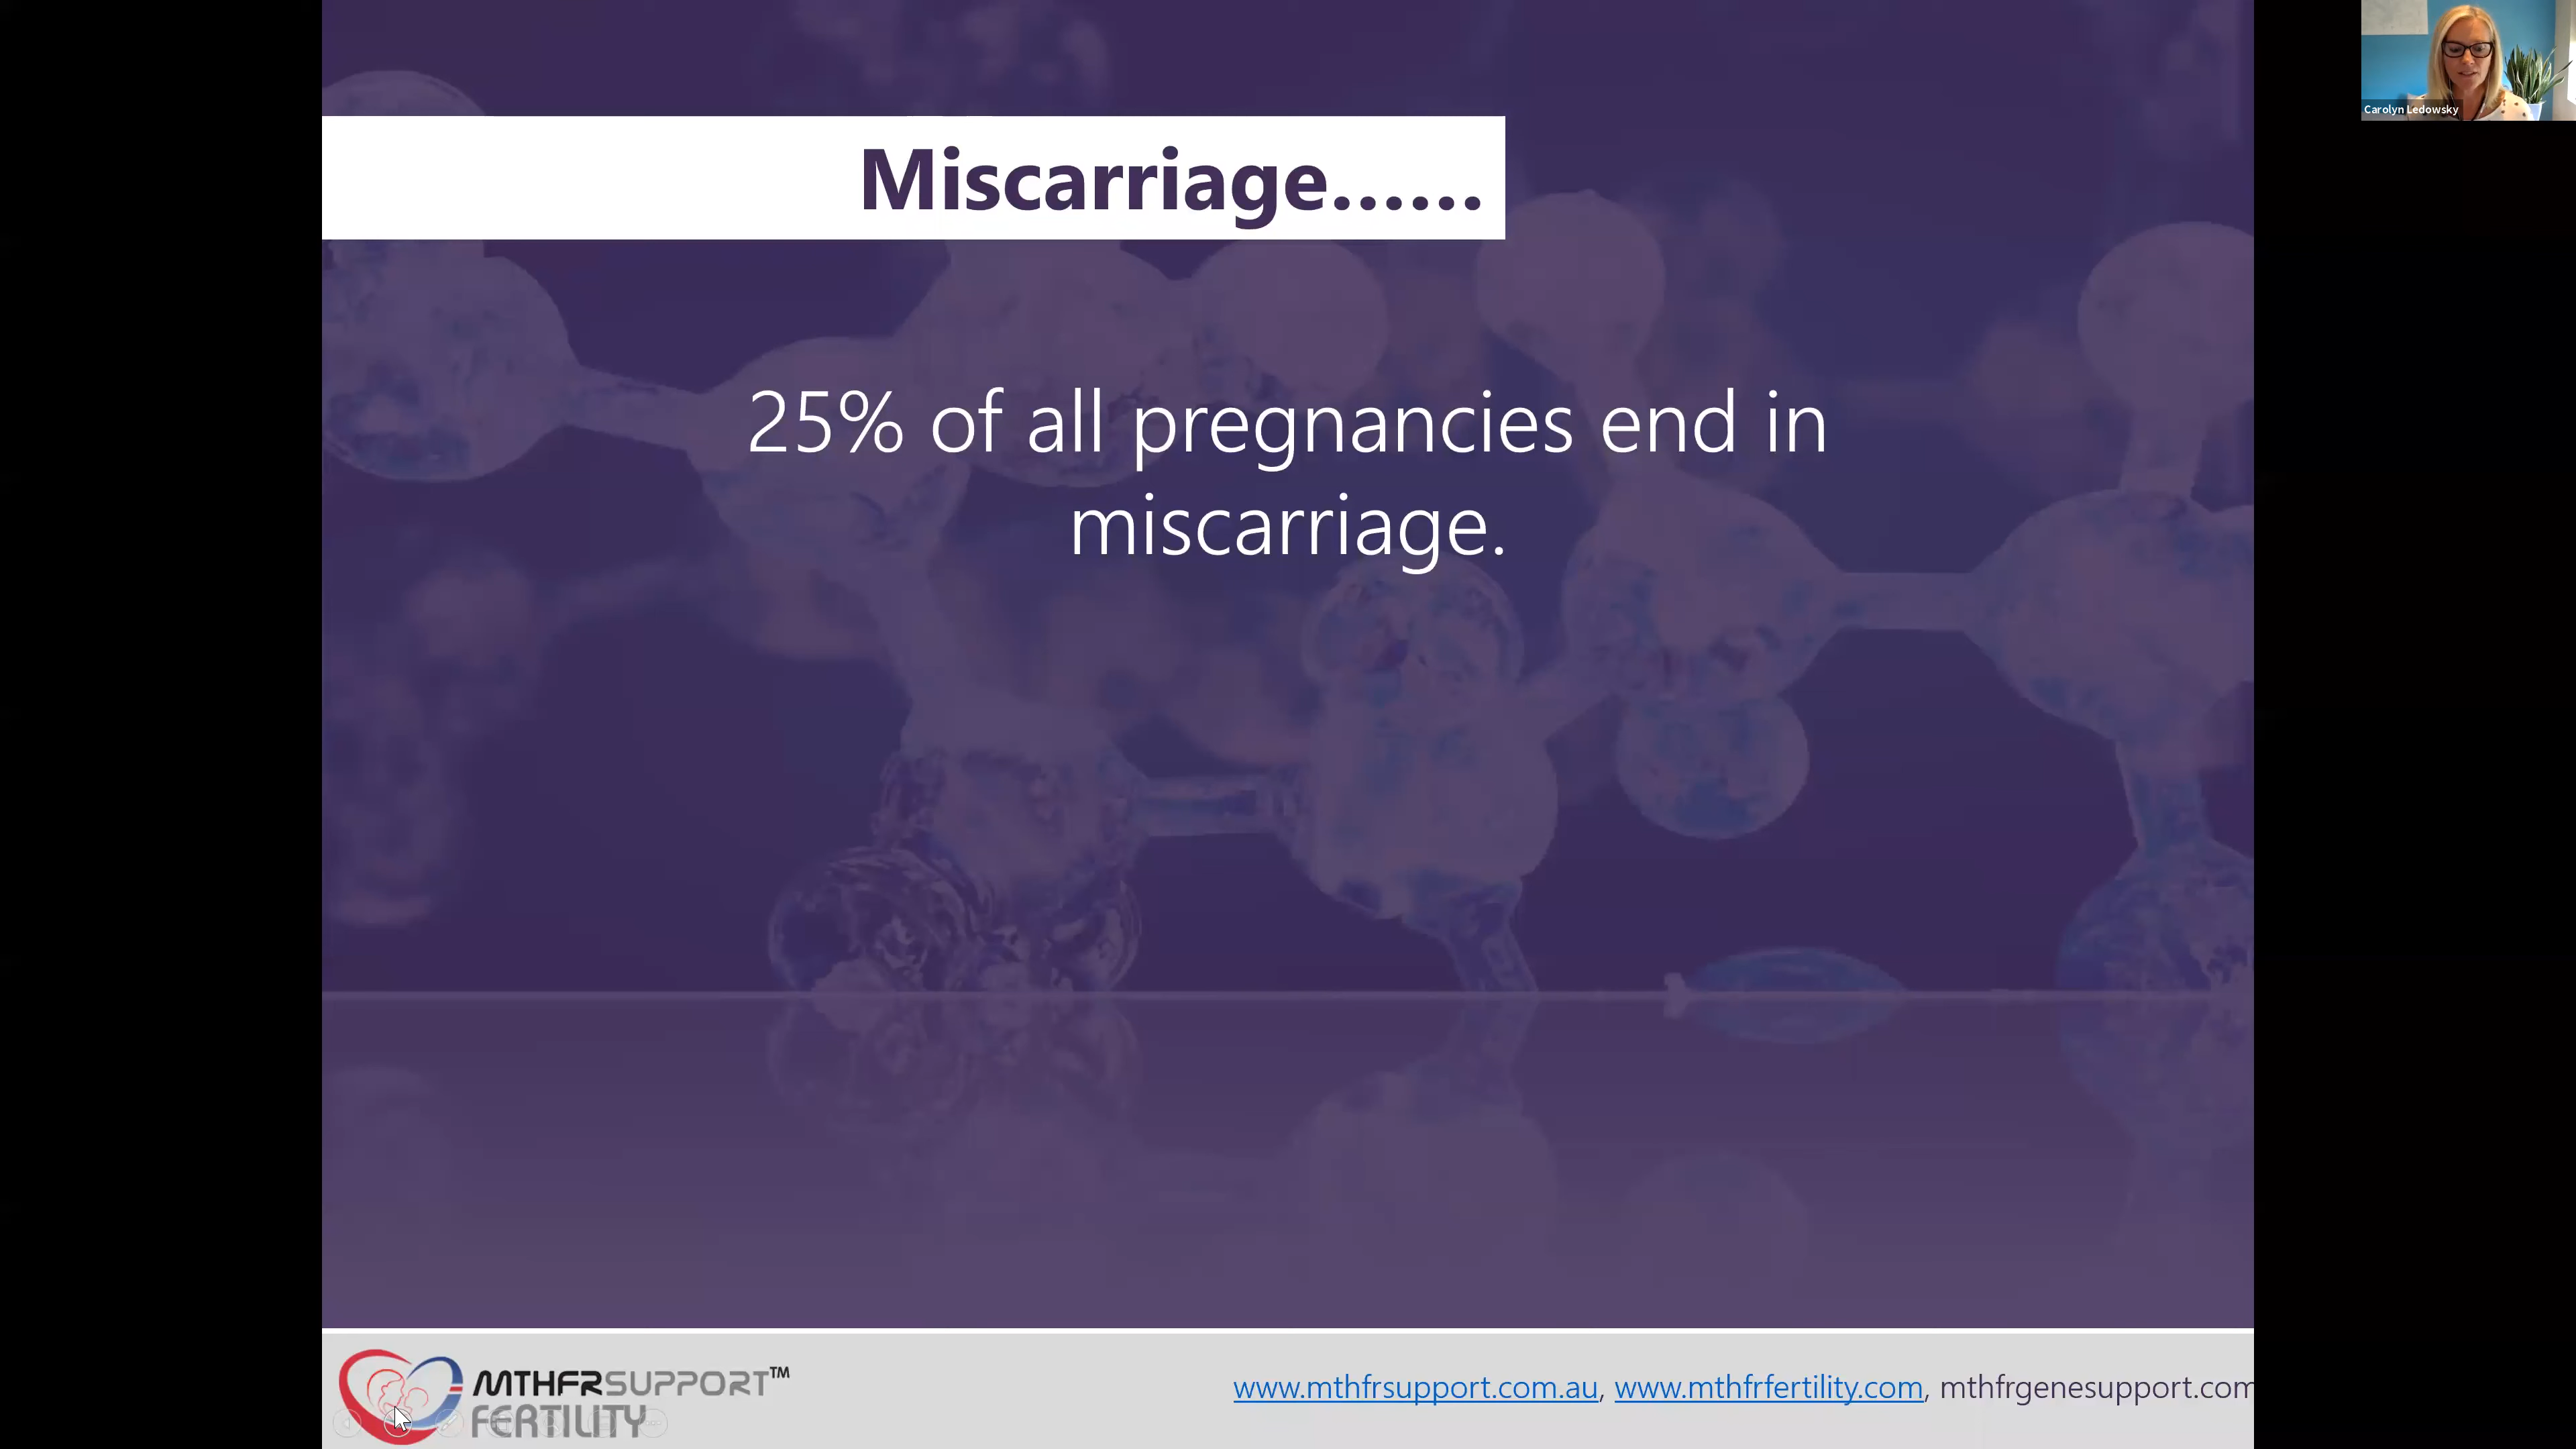 Carolyn Ledowsky
Miscarriage......
25% of all pregnancies end in
miscarriage.
MTHFRSUPPORT™
FERTILITY
www.mthfrsupport.com.au, www.mthfrfertility.com, mthfrgenesupport.com